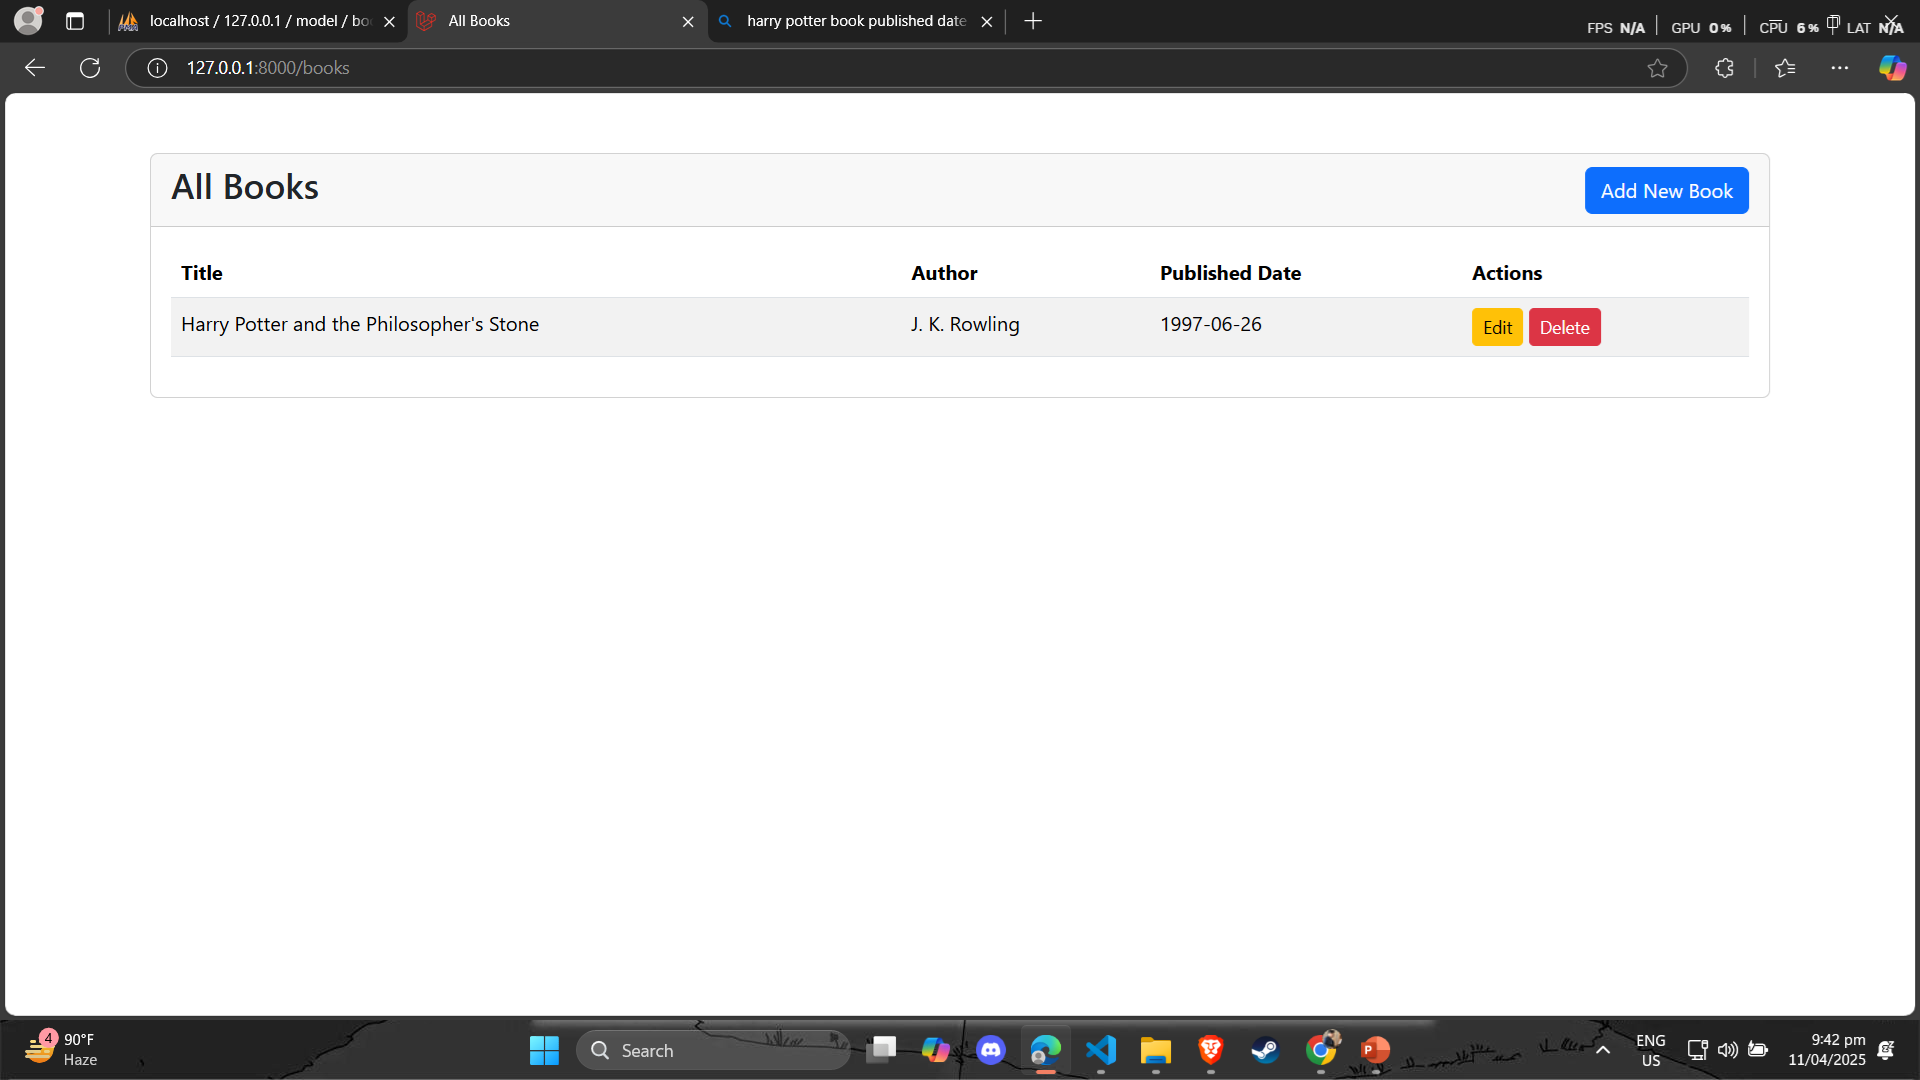 localhost / 127.0.0.1 / model / bo
All Books
harry potter book published date
FPS N/A GPU 0% CPU 6% LAT N/A
127.0.0.1:8000/books
All Books
Add New Book
Title Author Published Date Actions
Harry Potter and the Philosopher's Stone J. K. Rowling 1997-06-26 Edit Delete
4
90°F
Haze
Search
ENG
US
9:42 pm
11/04/2025